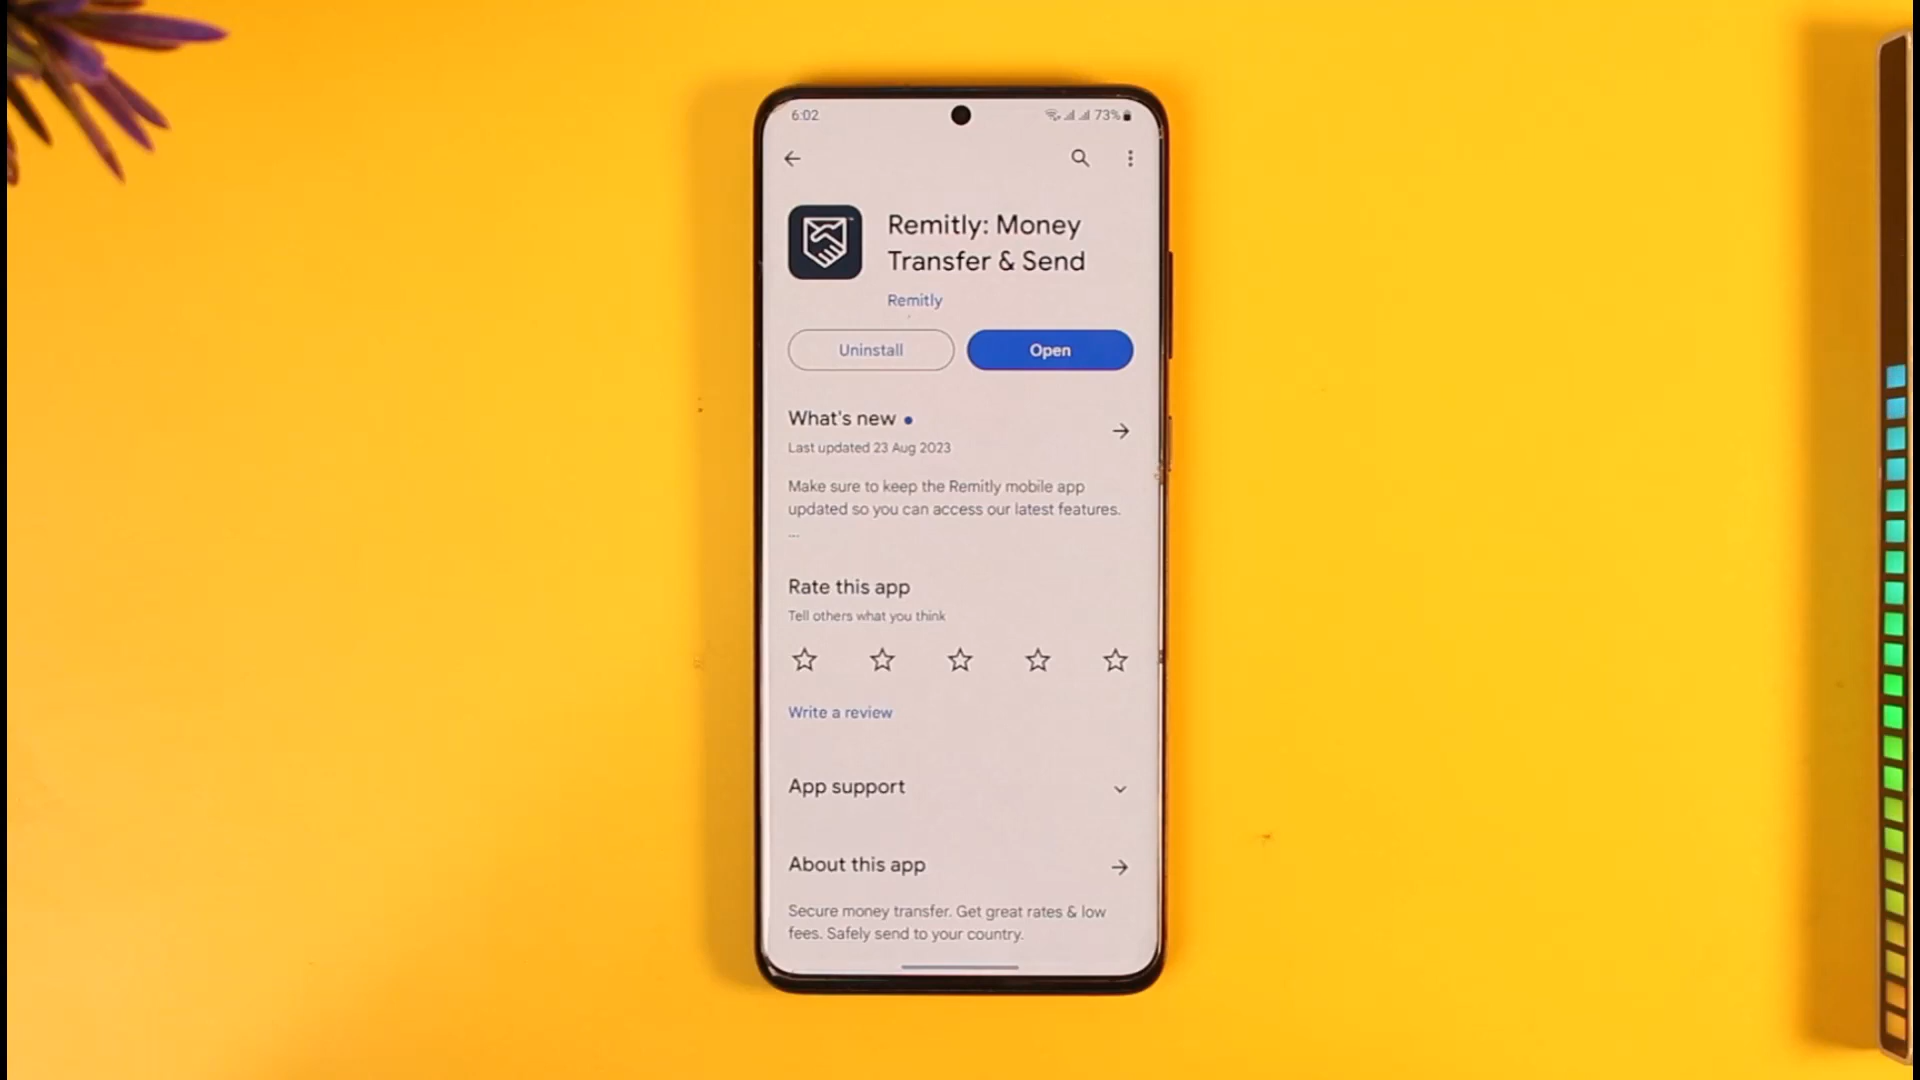 6:02
73%
Remitly: Money
Transfer & Send
Remitly
Uninstall
Open
What's new
Last updated 23 Aug 2023
Make sure to keep the Remitly mobile app
updated so you can access our latest features.
...
Rate this app
Tell others what you think
Write a review
App support
About this app
Secure money transfer. Get great rates & low
fees. Safely send to your country.